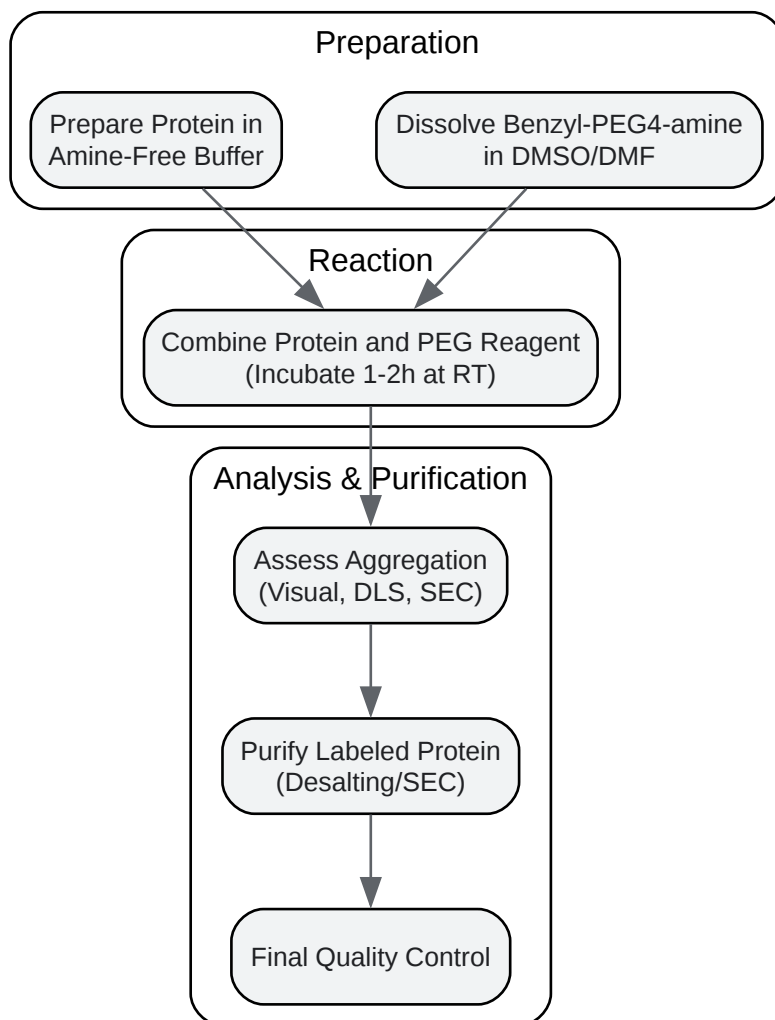 Preparation
Prepare Protein in
Amine-Free Buffer
Dissolve Benzyl-PEG4-amine
in DMSO/DMF
Reaction
Combine Protein and PEG Reagent
(Incubate 1-2h at RT)
Analysis & Purification
Assess Aggregation
(Visual, DLS, SEC)
Purify Labeled Protein
(Desalting/SEC)
Final Quality Control